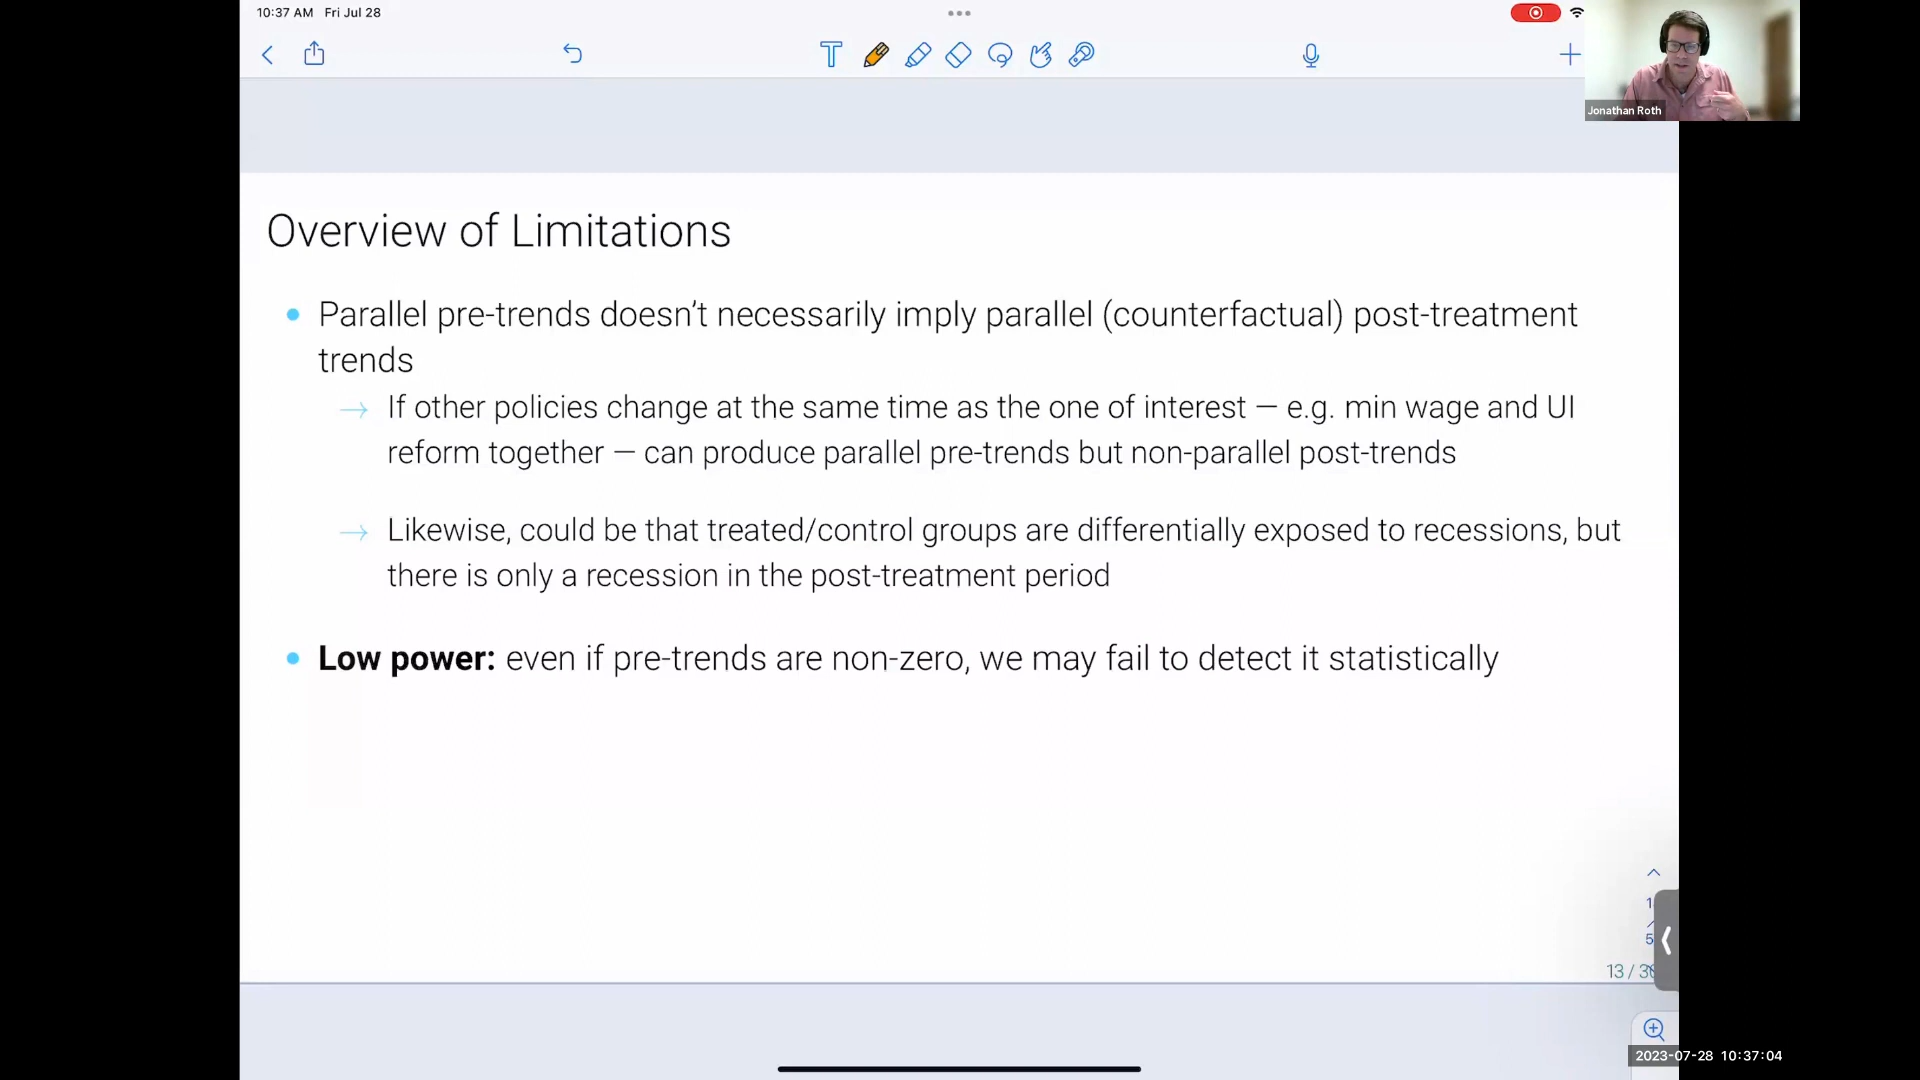 10:37 AM Fri Jul 28
Jonathan Roth
Overview of Limitations
Parallel pre-trends doesn't necessarily imply parallel (counterfactual) post-treatment
trends
→ If other policies change at the same time as the one of interest — e.g. min wage and UI
reform together — can produce parallel pre-trends but non-parallel post-trends
→ Likewise, could be that treated/control groups are differentially exposed to recessions, but
there is only a recession in the post-treatment period
Low power: even if pre-trends are non-zero, we may fail to detect it statistically
13 /
2023-07-28 10:37:04